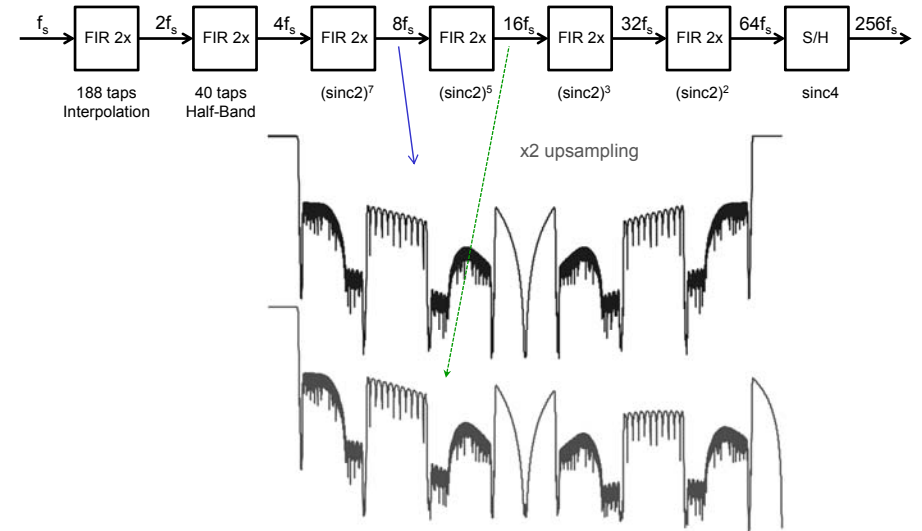 fₛ 2fₛ 4fₛ 8fₛ 16fₛ 32fₛ 64fₛ 256fₛ
FIR 2x FIR 2x FIR 2x FIR 2x FIR 2x FIR 2x S/H
188 taps 40 taps (sinc2)⁷ (sinc2)⁵ (sinc2)³ (sinc2)² sinc4
Interpolation Half-Band
x2 upsampling